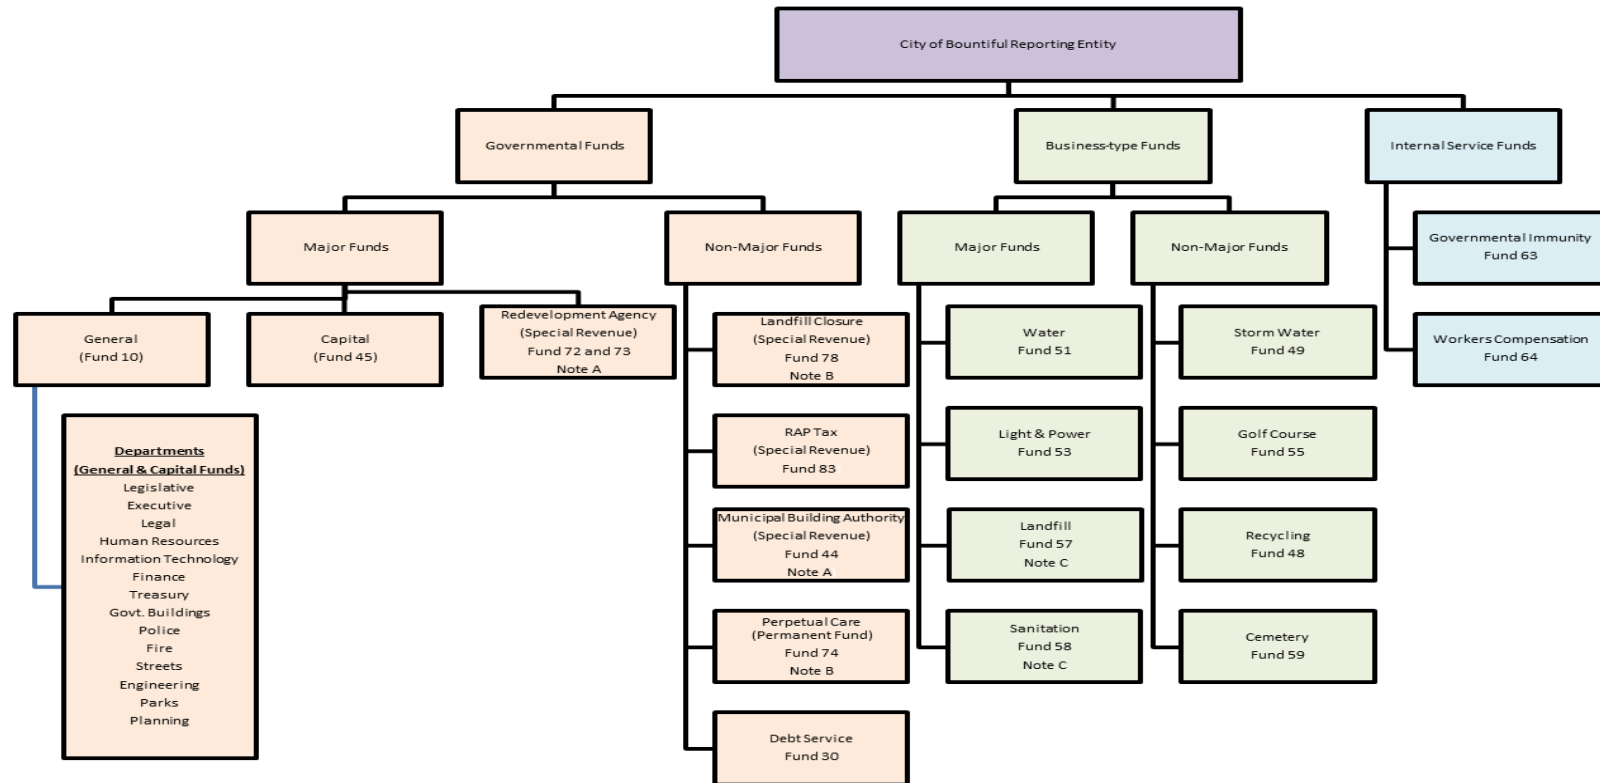 City of Bountiful Reporting Entity
Governmental Funds
Business-type Funds
Internal Service Funds
Major Funds
Non-Major Funds
Major Funds
Non-Major Funds
Governmental Immunity
Fund 63
General
(Fund 10)
Capital
(Fund 45)
Redevelopment Agency
(Special Revenue)
Fund 72 and 73
Note A
Landfill Closure
(Special Revenue)
Fund 78
Note B
Water
Fund 51
Storm Water
Fund 49
Workers Compensation
Fund 64
Departments
(General & Capital Funds)
Legislative
Executive
Legal
Human Resources
Information Technology
Finance
Treasury
Govt. Buildings
Police
Fire
Streets
Engineering
Parks
Planning
RAP Tax
(Special Revenue)
Fund 83
Light & Power
Fund 53
Golf Course
Fund 55
Municipal Building Authority
(Special Revenue)
Fund 44
Note A
Landfill
Fund 57
Note C
Recycling
Fund 48
Perpetual Care
(Permanent Fund)
Fund 74
Note B
Sanitation
Fund 58
Note C
Cemetery
Fund 59
Debt Service
Fund 30